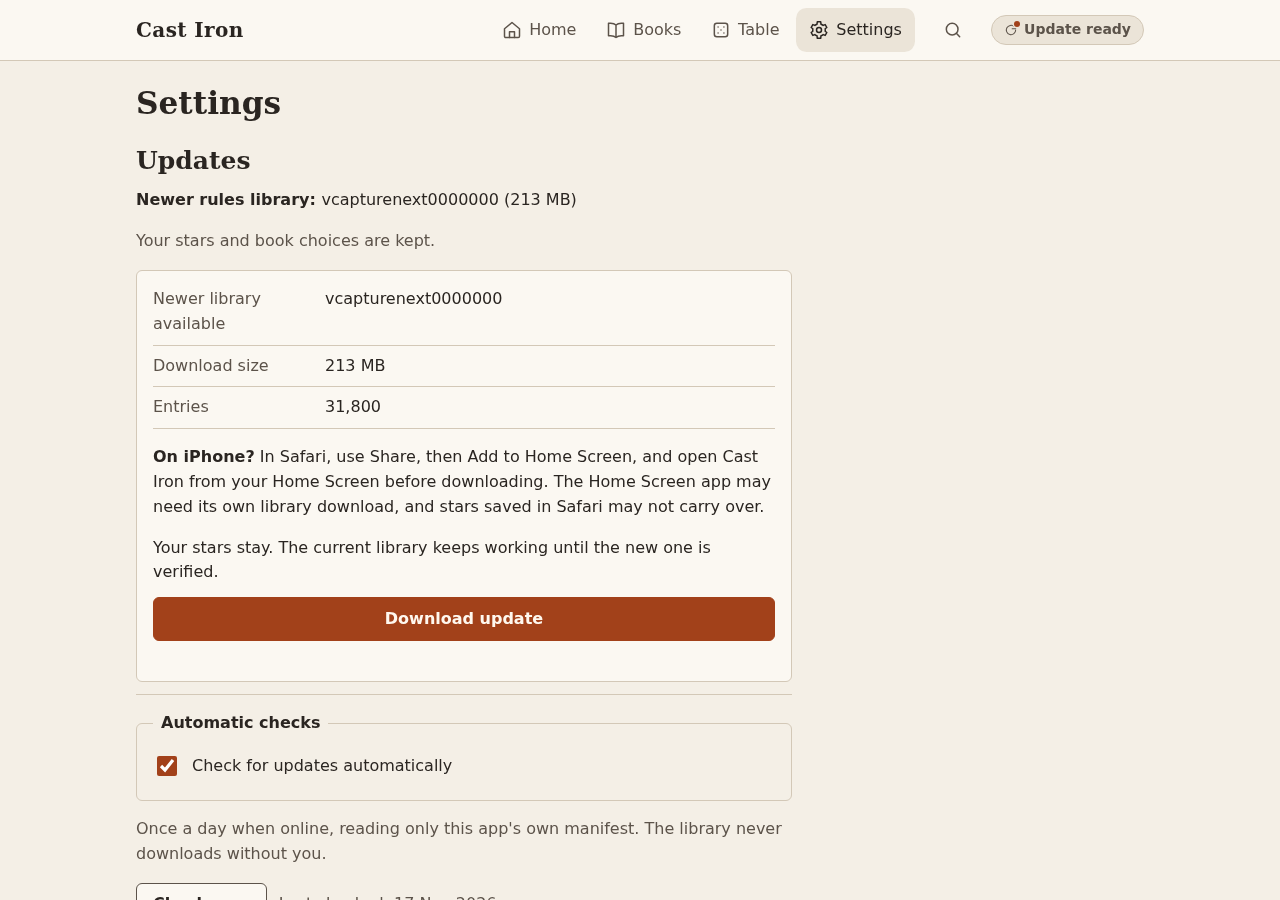 Cast Iron
Home
Books
Table
Settings
Update ready
Settings
Updates
Newer rules library: vcapturenext0000000 (213 MB)
Your stars and book choices are kept.
Newer library available
vcapturenext0000000
Download size
213 MB
Entries
31,800
On iPhone? In Safari, use Share, then Add to Home Screen, and open Cast
Iron from your Home Screen before downloading. The Home Screen app may
need its own library download, and stars saved in Safari may not carry over.
Your stars stay. The current library keeps working until the new one is
verified.
Download update
Automatic checks
Check for updates automatically
Once a day when online, reading only this app's own manifest. The library never
downloads without you.